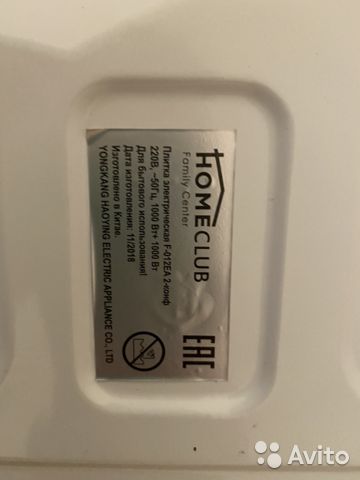 HOMECLUB
Family Center
Плитка электрическая F-012EA 2-конф
220В, ~50Гц, 1000 Вт+ 1000 Вт
Для бытового использования!
Дата изготовления: 11/2018
Изготовлено в Китае.
YONGKANG HAOYING ELECTRIC APPLIANCE CO., LTD
EAC
Avito